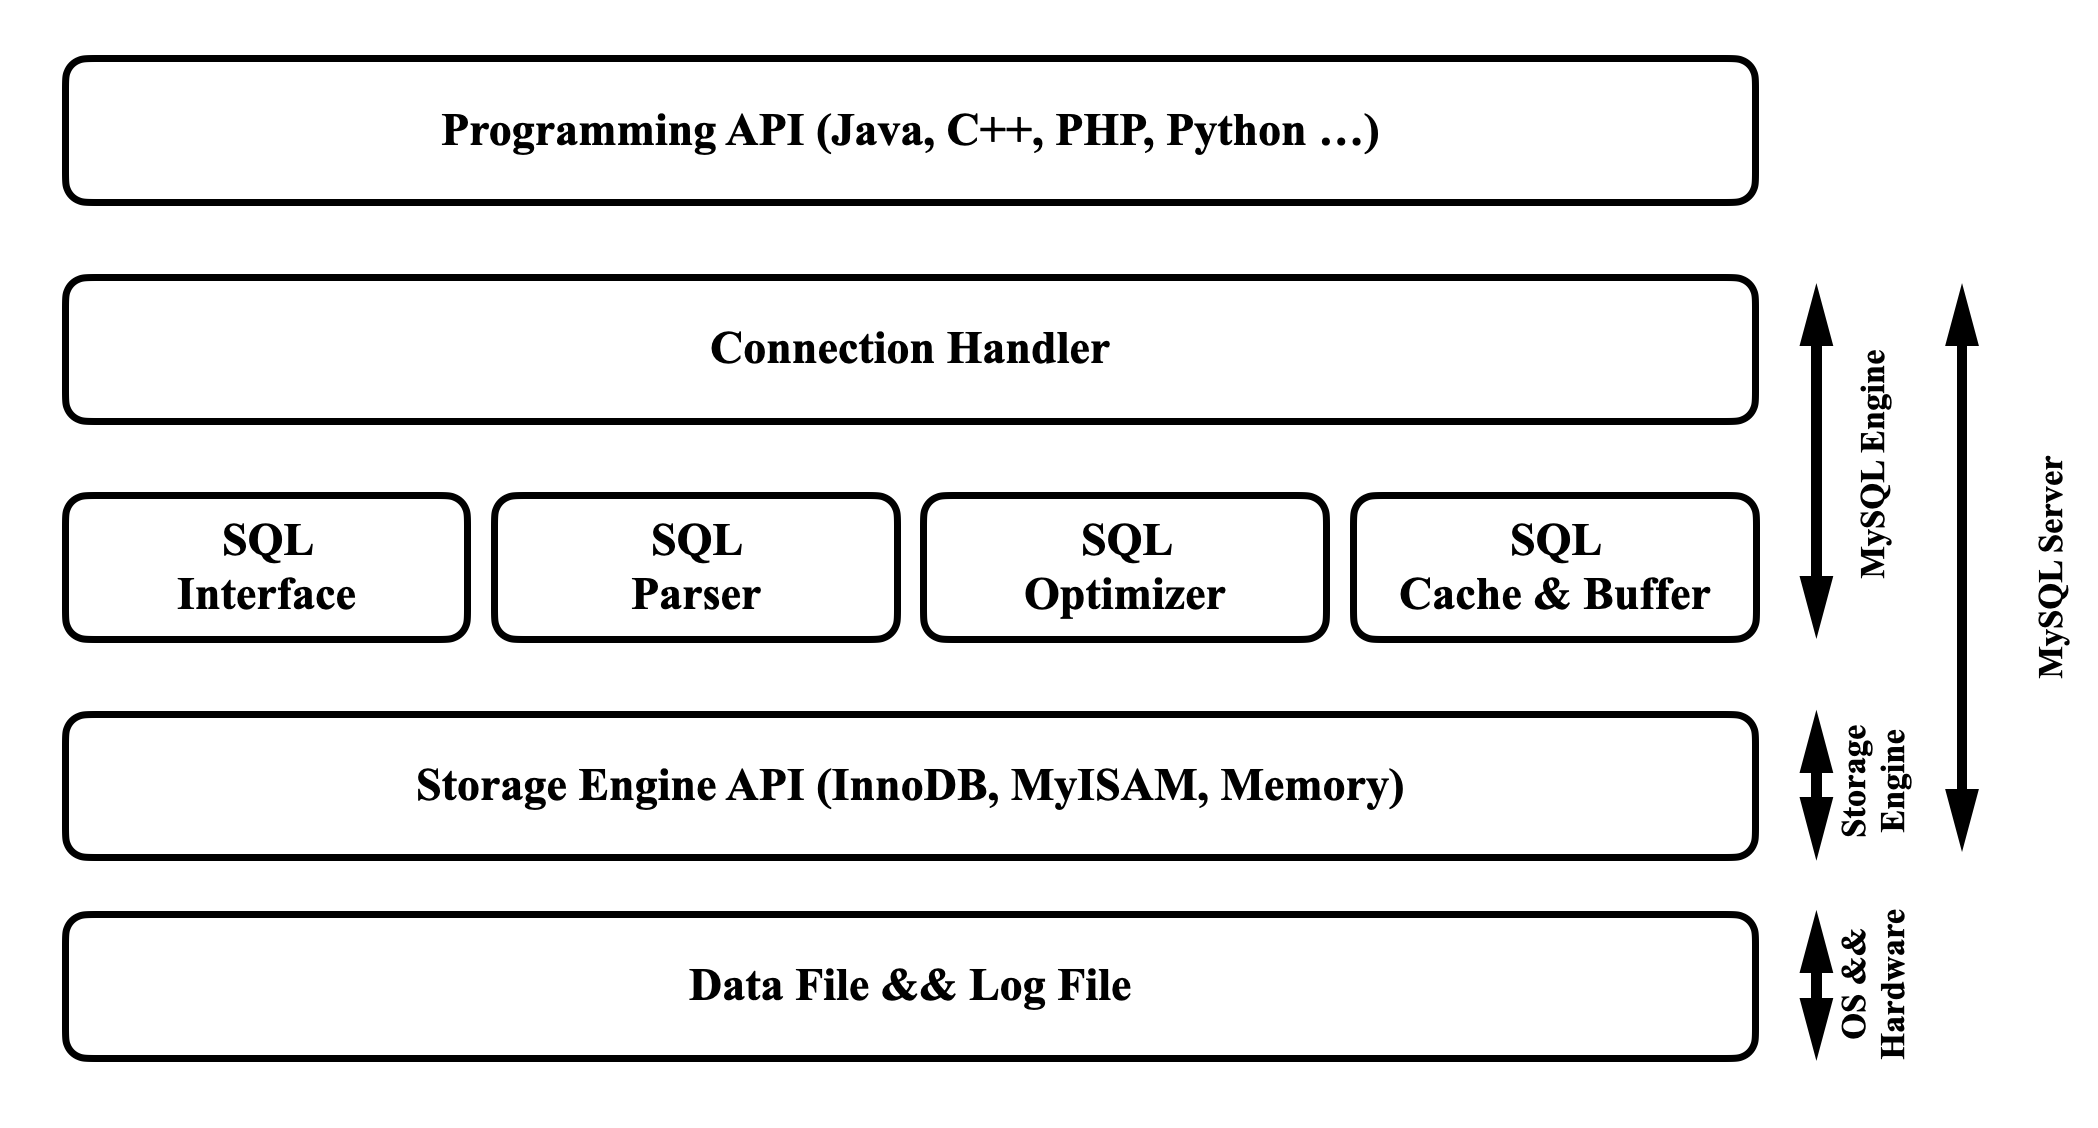 Programming API (Java, C++, PHP, Python …)
Connection Handler
SQL
Interface
SQL
Parser
SQL
Optimizer
SQL
Cache & Buffer
MySQL Engine
MySQL Server
Storage Engine API (InnoDB, MyISAM, Memory)
Storage
Engine
Data File && Log File
OS &&
Hardware